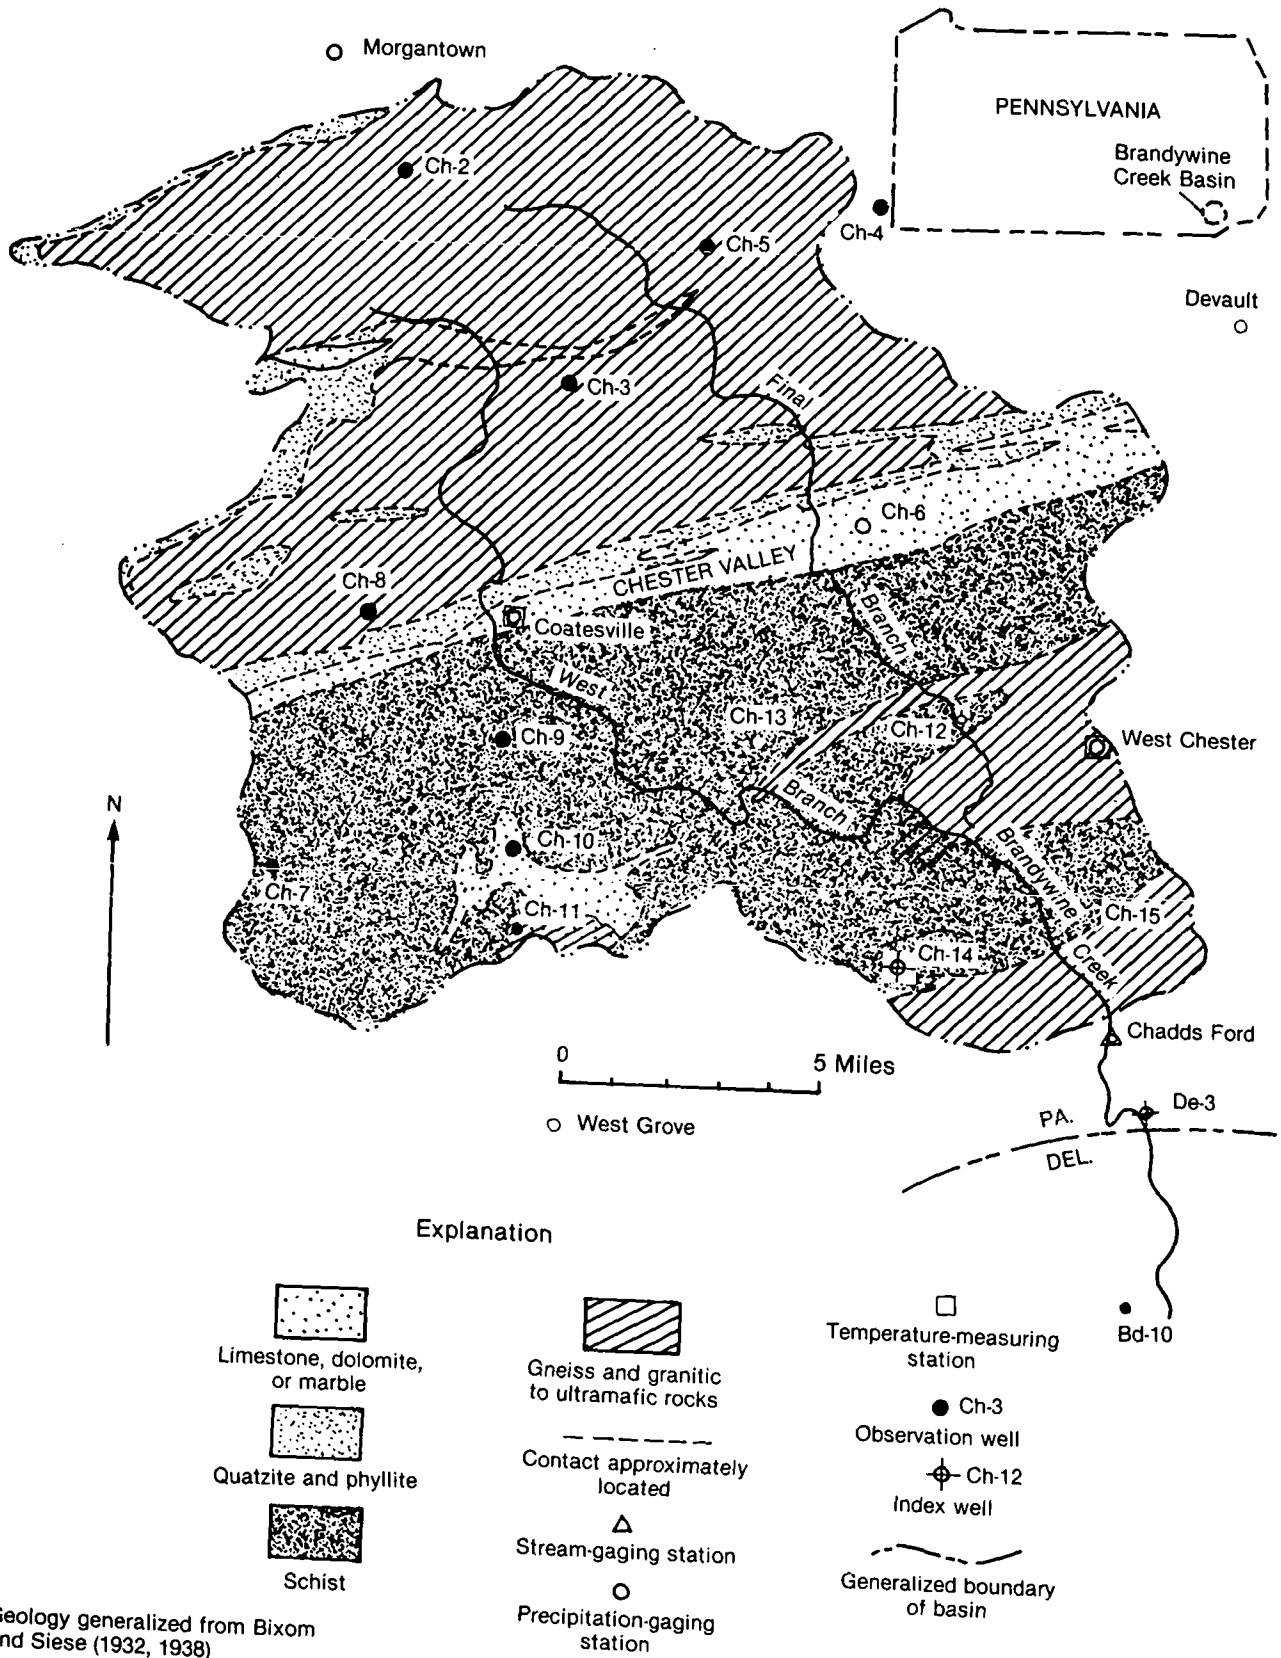 Morgantown
PENNSYLVANIA
Brandywine
Creek Basin
Ch-2
Ch-4
Ch-5
Devault
Ch-3
Final
Ch-6
CHESTER VALLEY
Ch-8
Coatesville
Branch
West
Ch-13
Ch-12
West Chester
Ch-9
N
Branch
Ch-10
Brandywine
Ch-7
Ch-11
Ch-15
Ch-14
Creek
Chadds Ford
0
5 Miles
West Grove
De-3
PA.
DEL.
Explanation
Limestone, dolomite,
or marble
Quatzite and phyllite
Schist
Gneiss and granitic
to ultramafic rocks
Contact approximately
located
Stream-gaging station
Precipitation-gaging
station
Temperature-measuring
station
Ch-3
Observation well
Ch-12
Index well
Generalized boundary
of basin
Bd-10
eology generalized from Bixom
nd Siese (1932, 1938)